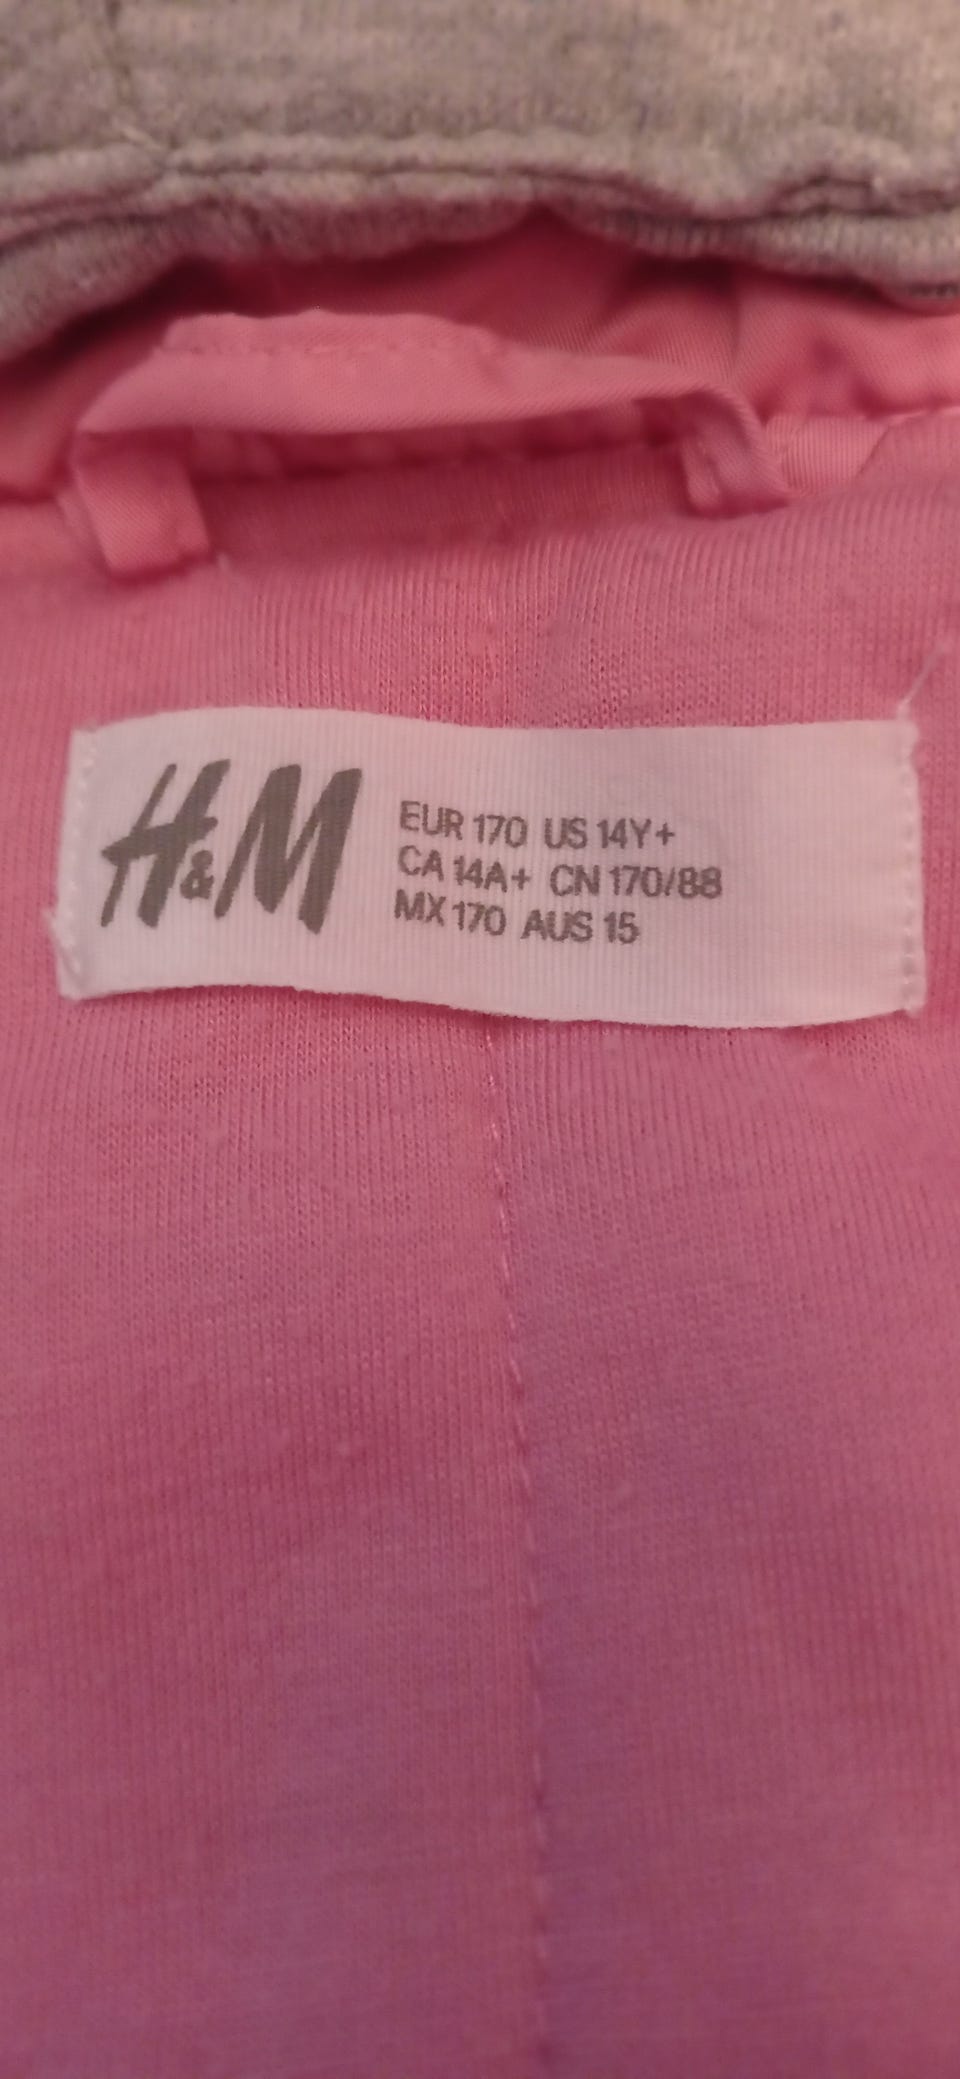 H&M
EUR 170 US 14Y+
CA 14A+ CN 170/88
MX 170 AUS 15